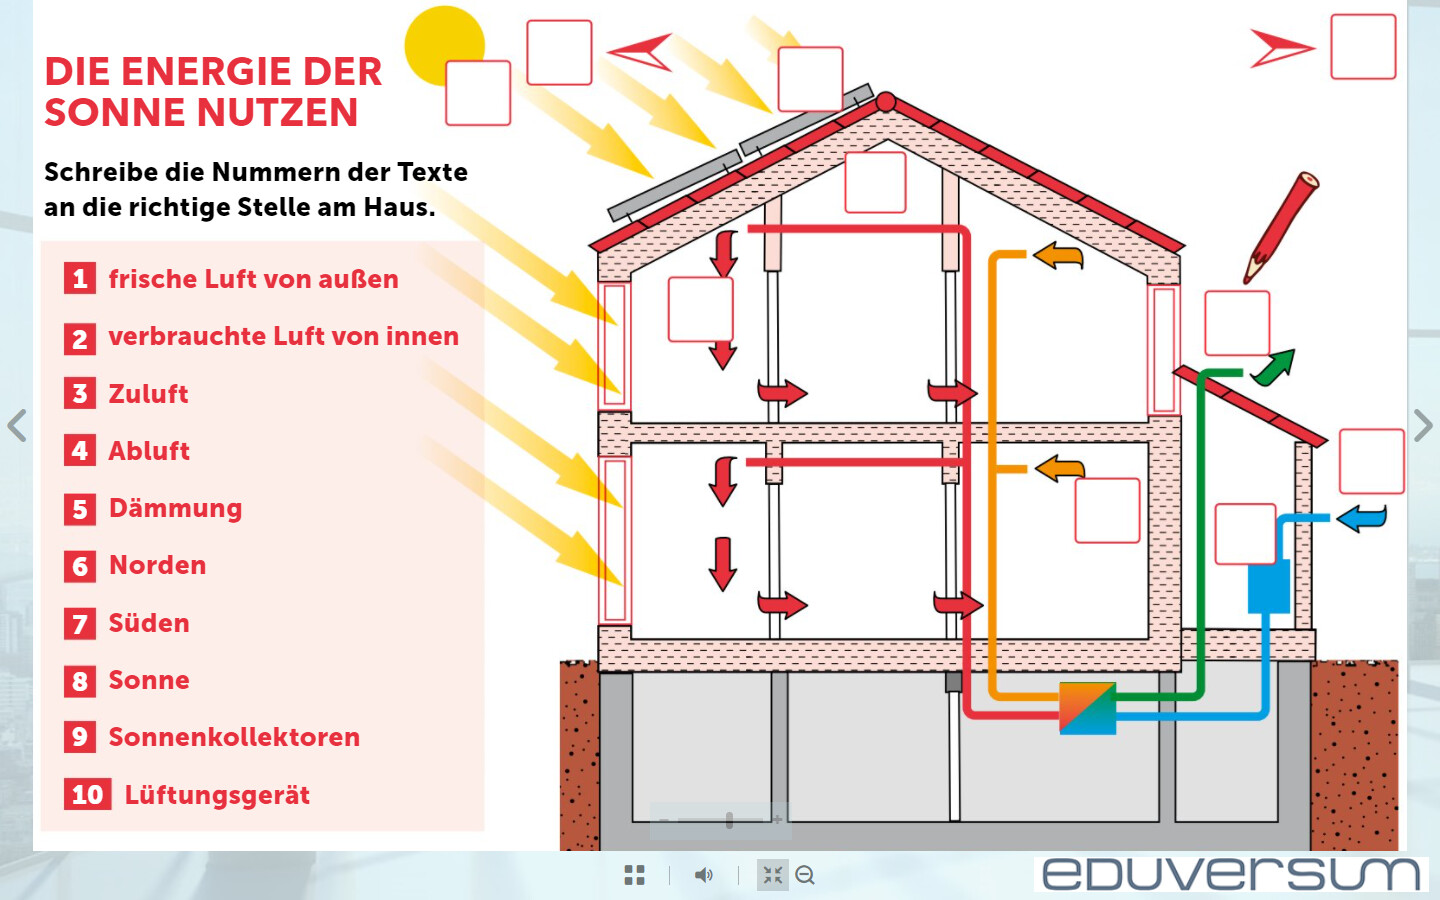 DIE ENERGIE DER
SONNE NUTZEN
Schreibe die Nummern der Texte
an die richtige Stelle am Haus.
1 frische Luft von außen
2 verbrauchte Luft von innen
3 Zuluft
4 Abluft
5 Dämmung
6 Norden
7 Süden
8 Sonne
9 Sonnenkollektoren
10 Lüftungsgerät
eDUVERSUM